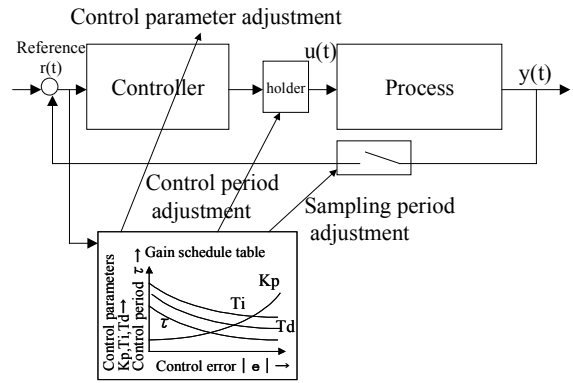 Control parameter adjustment
Reference
r(t)
Controller
holder
u(t)
Process
y(t)
Control period
adjustment
Sampling period
adjustment
Gain schedule table
Control parameters
Kp,Ti,Td→
Control period τ→
Kp
Ti
Td
τ
Control error | e | →